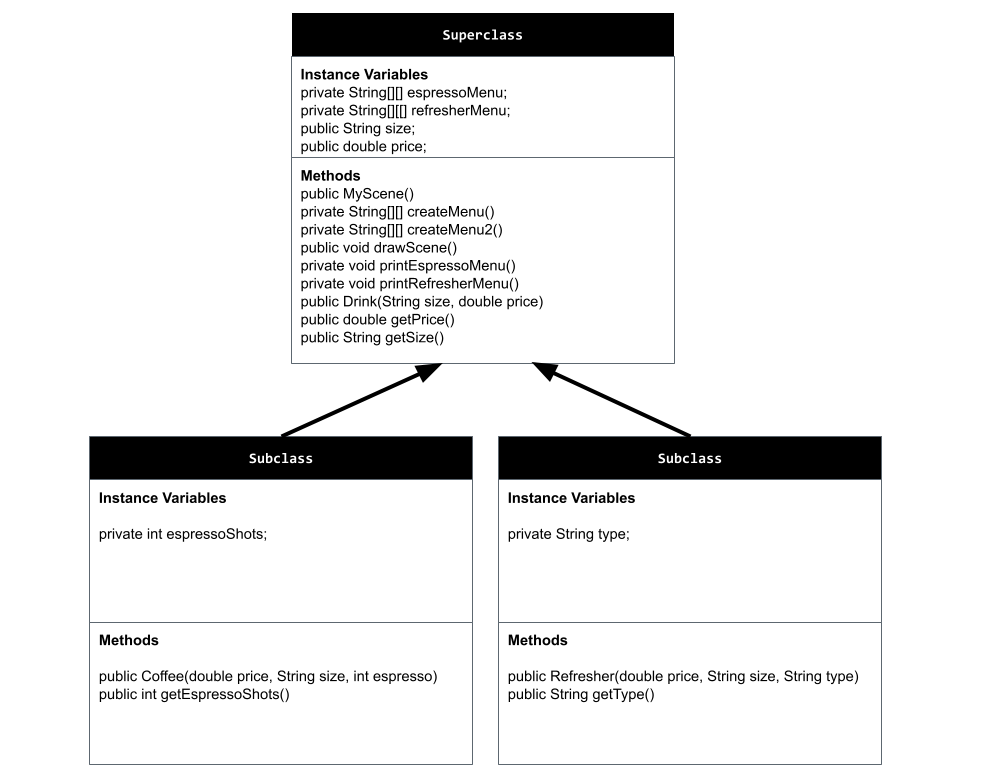 Superclass
Instance Variables
private String[][] espressoMenu;
private String[][[] refresherMenu;
public String size;
public double price;
Methods
public MyScene()
private String[][] createMenu()
private String[][] createMenu2()
public void drawScene()
private void printEspressoMenu()
private void printRefresherMenu()
public Drink(String size, double price)
public double getPrice()
public String getSize()
Subclass
Instance Variables
private int espressoShots;
Methods
public Coffee(double price, String size, int espresso)
public int getEspressoShots()
Subclass
Instance Variables
private String type;
Methods
public Refresher(double price, String size, String type)
public String getType()